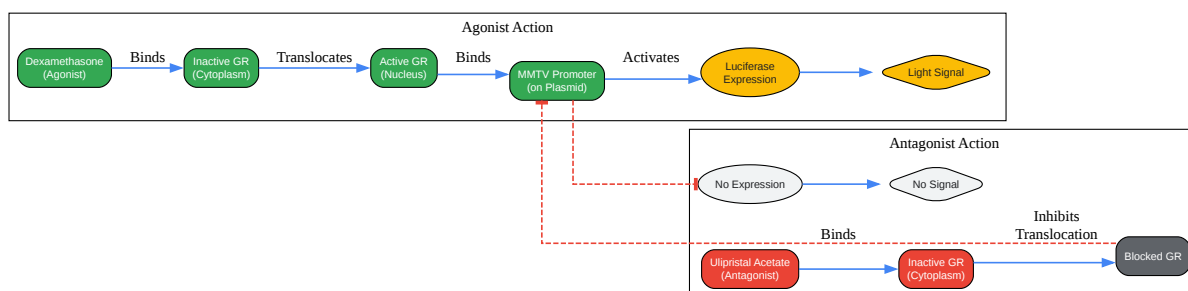 Agonist Action
Dexamethasone
(Agonist)
Binds
Inactive GR
(Cytoplasm)
Translocates
Active GR
(Nucleus)
Binds
MMTV Promoter
(on Plasmid)
Activates
Luciferase
Expression
Light Signal
Antagonist Action
No Expression
No Signal
Ulipristal Acetate
(Antagonist)
Binds
Inactive GR
(Cytoplasm)
Inhibits
Translocation
Blocked GR